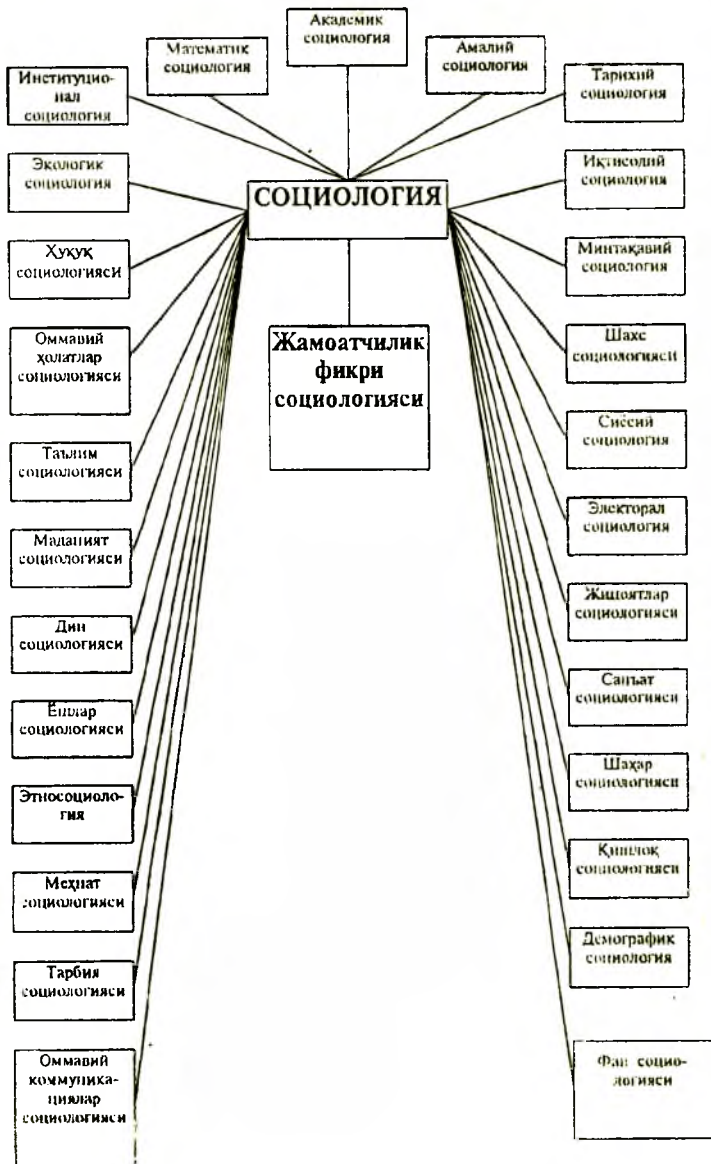 Академик
социология
Математик
социология
Амалий
социология
Институцио-
нал
социология
Тарихий
социология
Экологик
социология
СОЦИОЛОГИЯ
Иқтисодий
социология
Ҳуқуқ
социологияси
Минтақавий
социология
Оммавий
ҳолатлар
социологияси
Жамоатчилик
фикри
социологияси
Шахс
социологияси
Таълим
социологияси
Сиёсий
социология
Маданият
социологияси
Электорал
социология
Дин
социологияси
Жиноятлар
социологияси
Ёшлар
социологияси
Санъат
социологияси
Этносоциоло-
гия
Шаҳар
социологияси
Меҳнат
социологияси
Қишлоқ
социологияси
Тарбия
социологияси
Демографик
социология
Оммавий
коммуника-
циялар
социологияси
Фан социо-
логияси